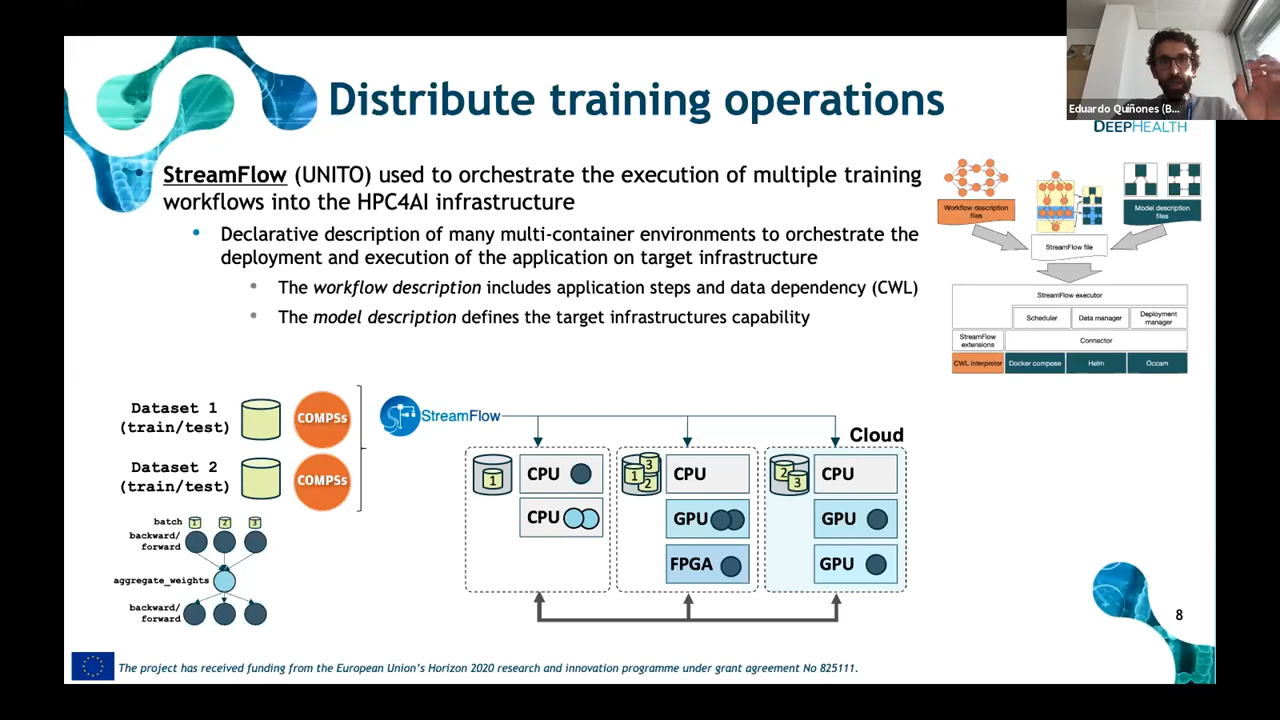 Distribute training operations
Eduardo Quiñones (B...
DEEPHEALTH
StreamFlow (UNITO) used to orchestrate the execution of multiple training
workflows into the HPC4AI infrastructure
• Declarative description of many multi-container environments to orchestrate the
deployment and execution of the application on target infrastructure
• The workflow description includes application steps and data dependency (CWL)
• The model description defines the target infrastructures capability
Workflow description
files
Model description
files
StreamFlow file
StreamFlow executor
Scheduler
Data manager
Deployment
manager
StreamFlow
extensions
Connector
CWL interpreter
Docker compose
Helm
Occam
Dataset 1
(train/test)
COMPSs
Dataset 2
(train/test)
COMPSs
batch
1 2 3
backward/
forward
aggregate_weights
backward/
forward
StreamFlow
Cloud
1
CPU
CPU
3
1
2
CPU
GPU
FPGA
2
3
CPU
GPU
GPU
8
The project has received funding from the European Union's Horizon 2020 research and innovation programme under grant agreement No 825111.